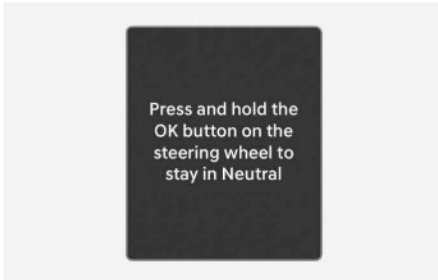 Press and hold the
OK button on the
steering wheel to
stay in Neutral